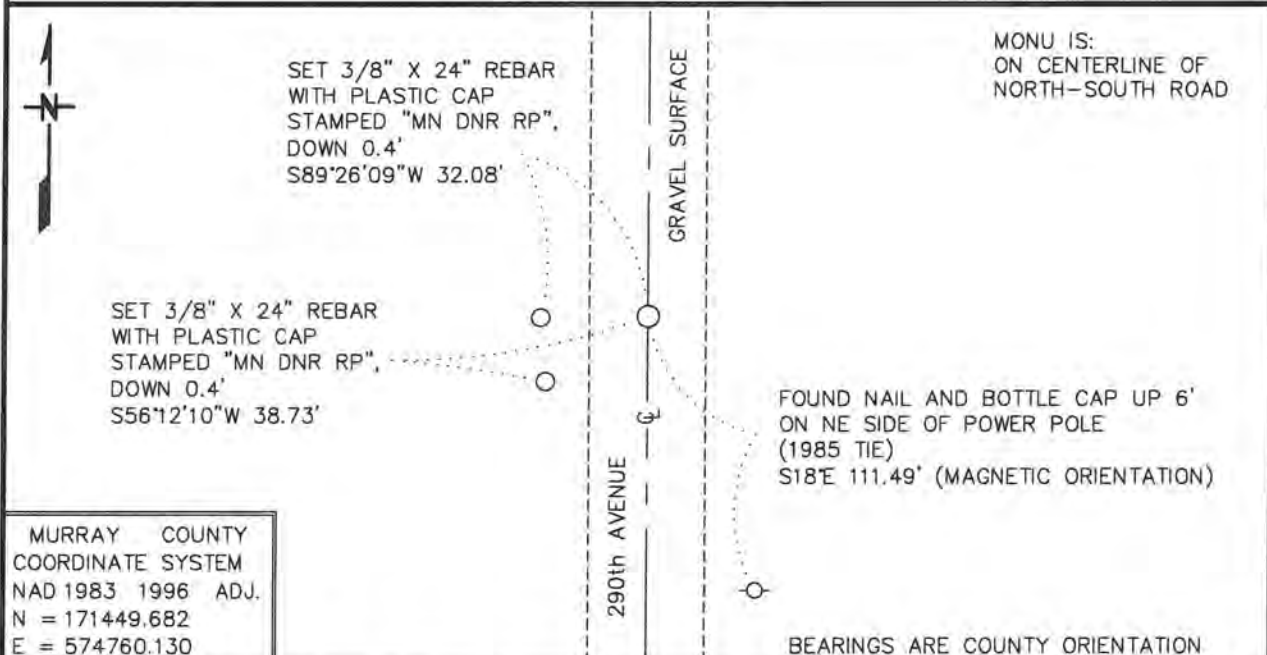 N
SET 3/8" X 24" REBAR
WITH PLASTIC CAP
STAMPED "MN DNR RP",
DOWN 0.4'
S89°26'09"W 32.08'
GRAVEL SURFACE
MONU IS:
ON CENTERLINE OF
NORTH-SOUTH ROAD
SET 3/8" X 24" REBAR
WITH PLASTIC CAP
STAMPED "MN DNR RP",
DOWN 0.4'
S56°12'10"W 38.73'
℄
FOUND NAIL AND BOTTLE CAP UP 6'
ON NE SIDE OF POWER POLE
(1985 TIE)
S18°E 111.49' (MAGNETIC ORIENTATION)
290th AVENUE
MURRAY COUNTY
COORDINATE SYSTEM
NAD 1983 1996 ADJ.
N = 171449.682
E = 574760.130
BEARINGS ARE COUNTY ORIENTATION